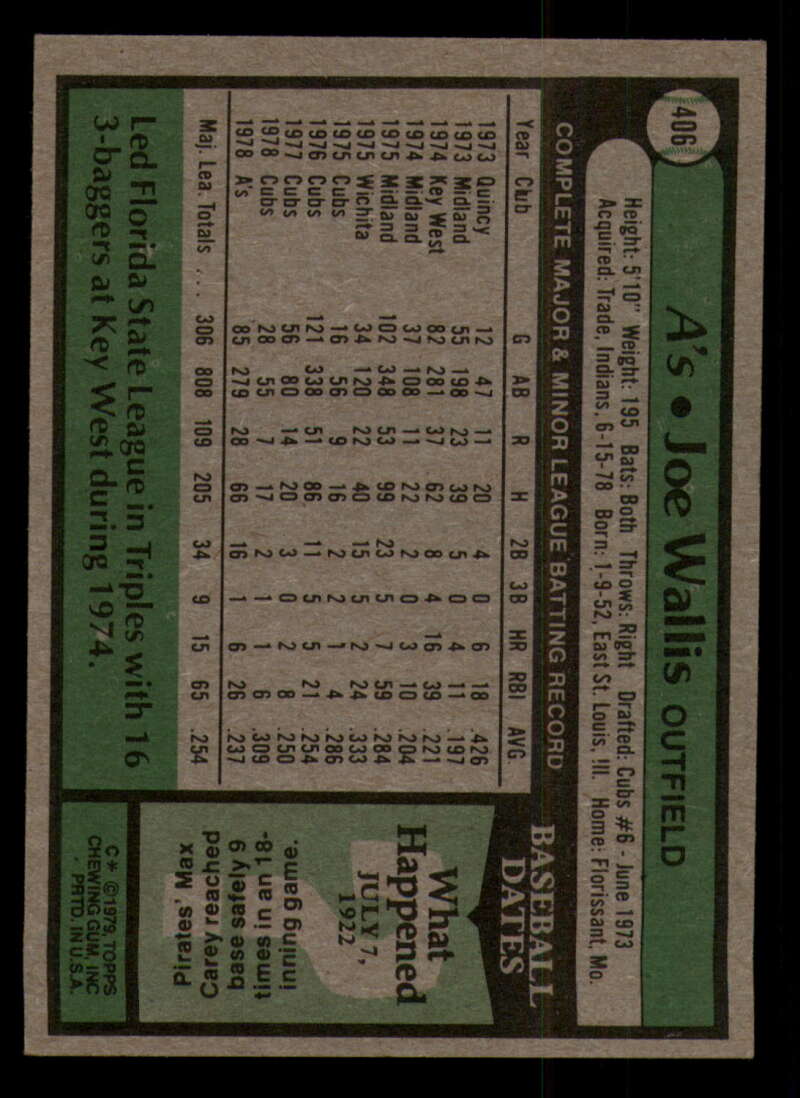 406
A's • Joe Wallis OUTFIELD
Height: 5'10" Weight: 195 Bats: Both Throws: Right Drafted: Cubs #6 - June 1973
Acquired: Trade, Indians, 6-15-78 Born: 1-9-52, East St. Louis, Ill. Home: Florissant, Mo.
COMPLETE MAJOR & MINOR LEAGUE BATTING RECORD
Year Club G AB R H 2B 3B HR RBI AVG.
1973 Quincy 12 47 11 20 4 0 6 18 .426
1973 Midland 55 198 23 39 5 0 4 11 .197
1974 Key West 82 281 37 62 8 4 16 39 .221
1974 Midland 37 108 11 22 2 0 3 10 .204
1975 Midland 102 348 53 99 23 5 7 59 .284
1975 Wichita 34 120 22 40 15 5 2 24 .333
1975 Cubs 16 56 9 16 2 2 1 4 .286
1976 Cubs 121 338 51 86 11 5 5 21 .254
1977 Cubs 56 80 14 20 3 0 2 8 .250
1978 Cubs 28 55 7 17 2 1 1 6 .309
1978 A's 85 279 28 66 16 1 6 26 .237
Maj. Lea. Totals . . . 306 808 109 205 34 9 15 65 .254
Led Florida State League in Triples with 16
3-baggers at Key West during 1974.
BASEBALL
DATES
What
Happened
JULY 7,
1922
Pirates' Max
Carey reached
base safely 9
times in an 18-
inning game.
C* ©1979, TOPPS
CHEWING GUM, INC
PRTD. IN U.S.A.